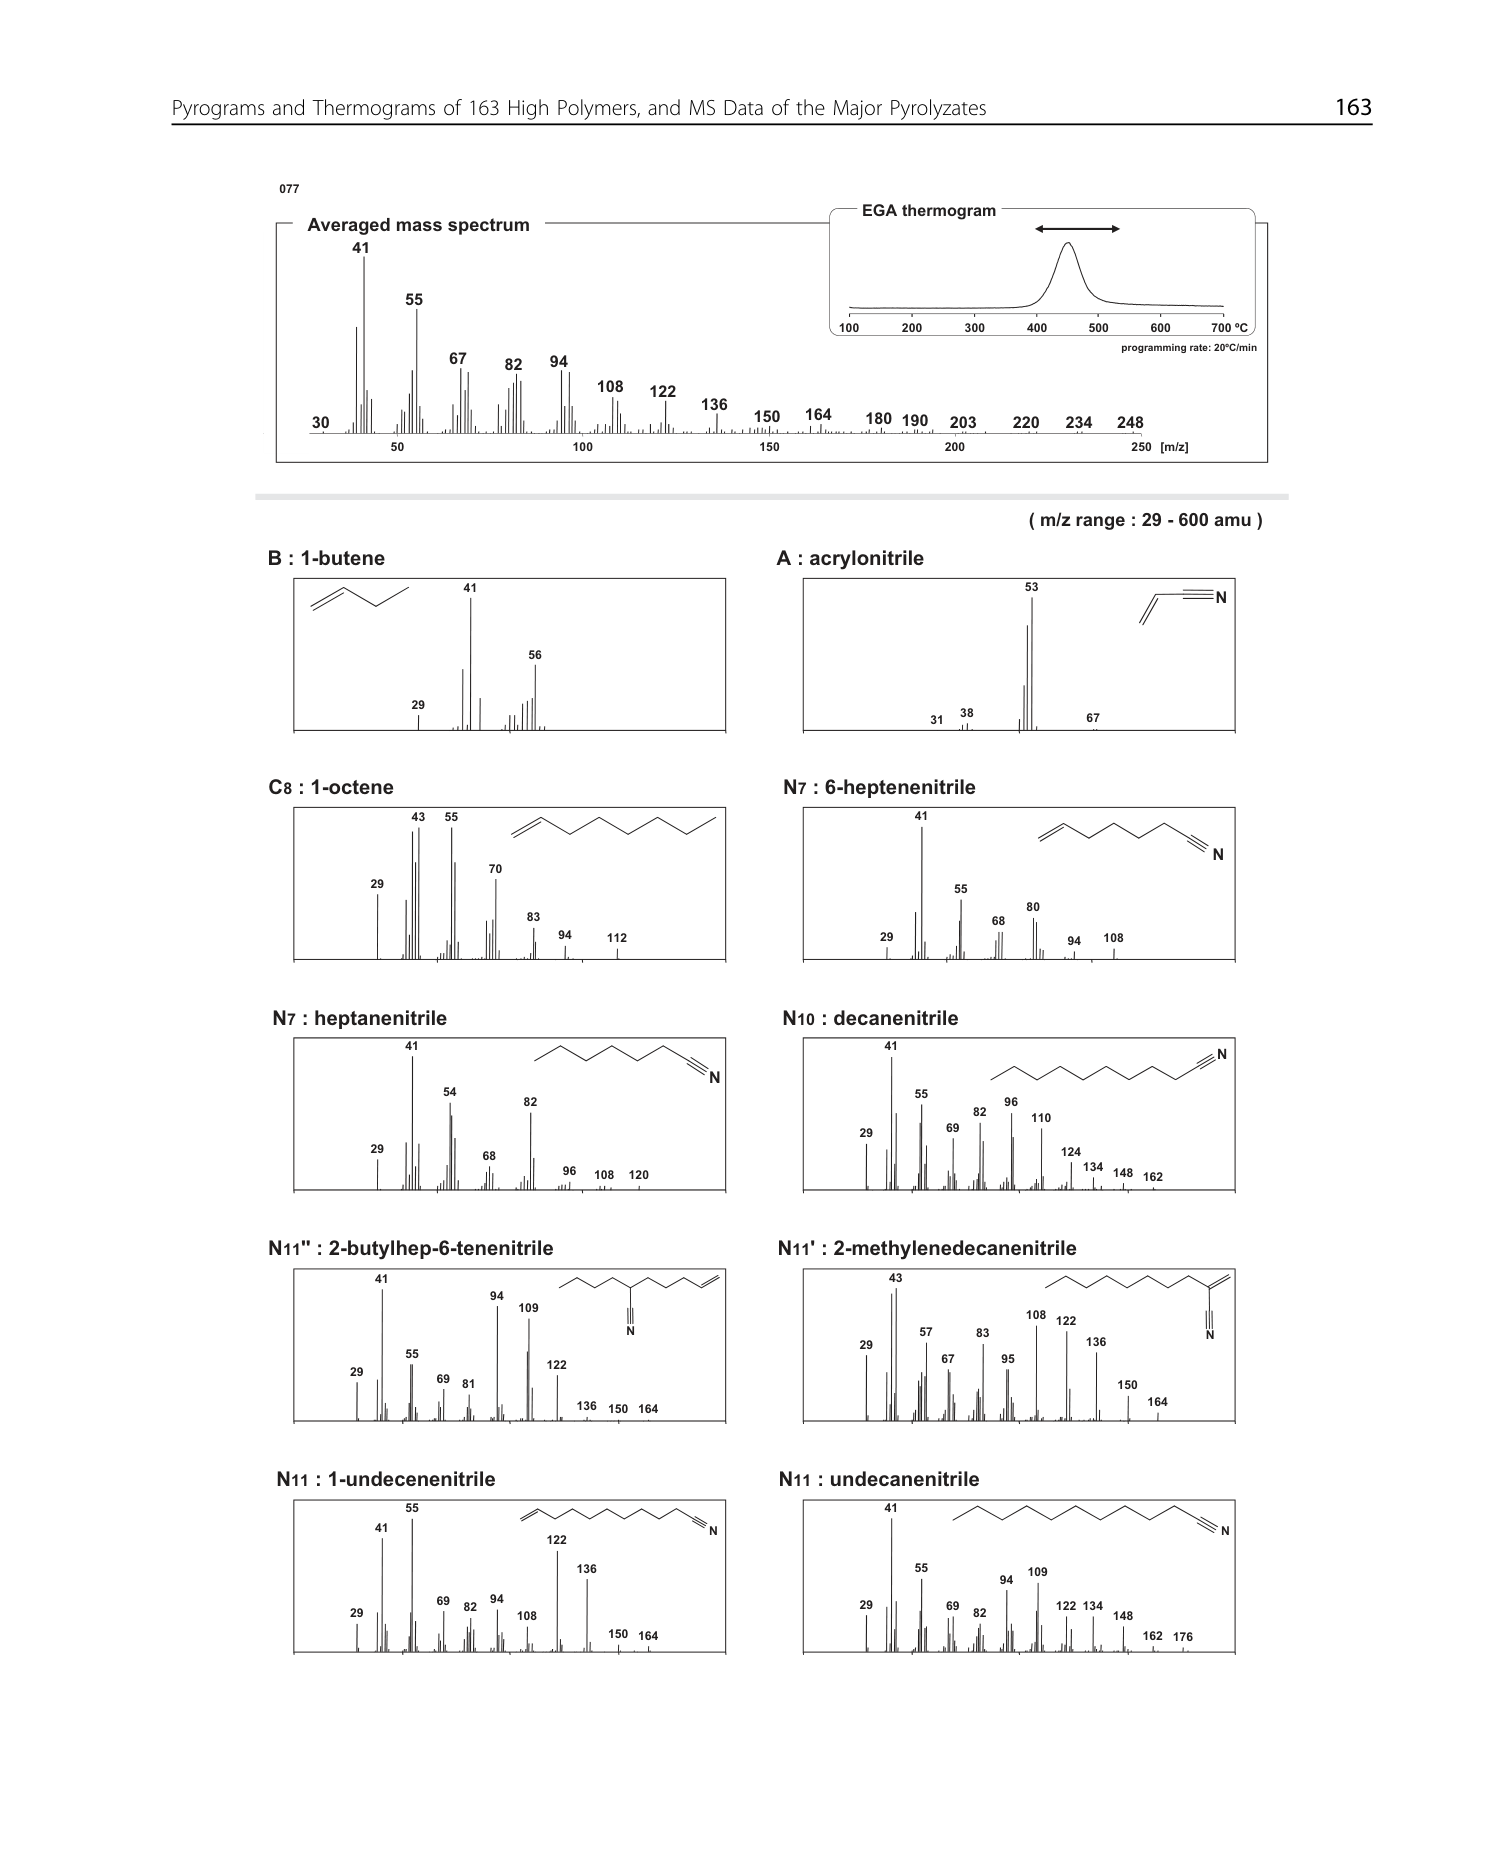 Pyrograms and Thermograms of 163 High Polymers, and MS Data of the Major Pyrolyzates 163
077
Averaged mass spectrum
EGA thermogram
100 200 300 400 500 600 700 ºC
programming rate: 20ºC/min
41
55
67 82 94
108 122
136 150 164 180 190 203 220 234 248
30
50 100 150 200 250 [m/z]
( m/z range : 29 - 600 amu )
B : 1-butene
41
56
29
A : acrylonitrile
53
N
31 38 67
C8 : 1-octene
43 55
70
29
83
94 112
N7 : 6-heptenenitrile
41
N
55
80
68
29 94 108
N7 : heptanenitrile
41
N
54
82
29
68
96 108 120
N10 : decanenitrile
41
N
55 96
82 110
29 69
124
134 148 162
N11" : 2-butylhep-6-tenenitrile
41
94
109
N
55
122
29
69 81
136 150 164
N11' : 2-methylenedecanenitrile
43
108
122
N
57 83
136
29
67 95
150
164
N11 : 1-undecenenitrile
55
41
N
122
136
69 82 94
29
108
150 164
N11 : undecanenitrile
41
N
55 109
94
29 69 82 122 134
148
162 176